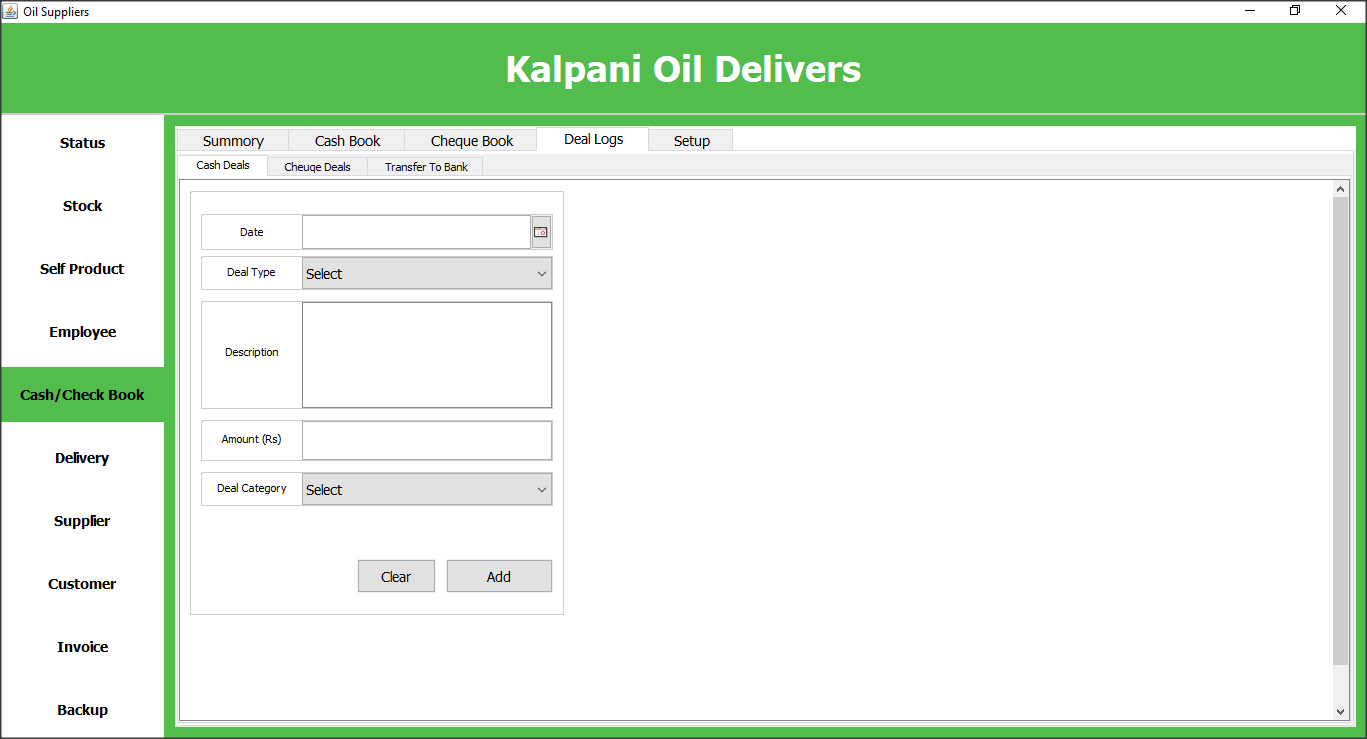 Oil Suppliers
Kalpani Oil Delivers
Status
Stock
Self Product
Employee
Cash/Check Book
Delivery
Supplier
Customer
Invoice
Backup
Summory Cash Book Cheque Book Deal Logs Setup
Cash Deals Cheuqe Deals Transfer To Bank
Date
Deal Type Select
Description
Amount (Rs)
Deal Category Select
Clear Add